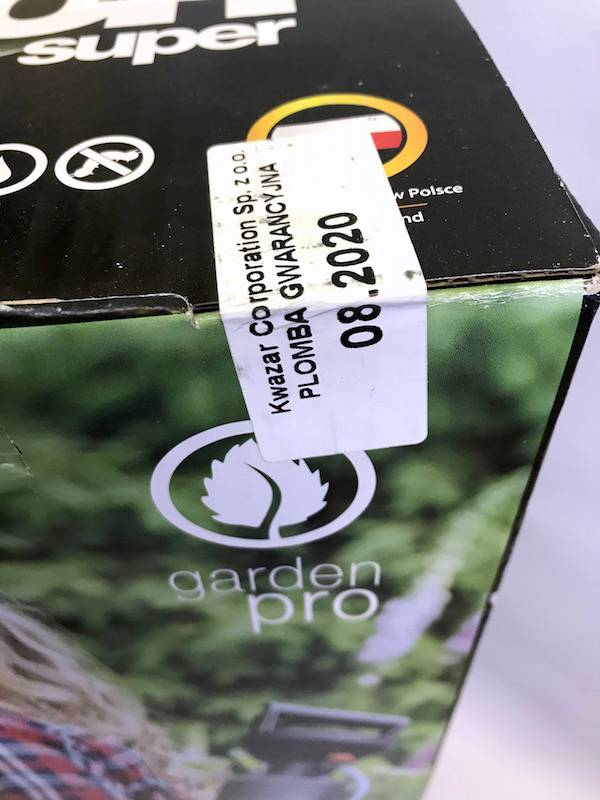 super
w Polsce
nd
Kwazar Corporation Sp. z o.o.
PLOMBA GWARANCYJNA
08.2020
garden
pro